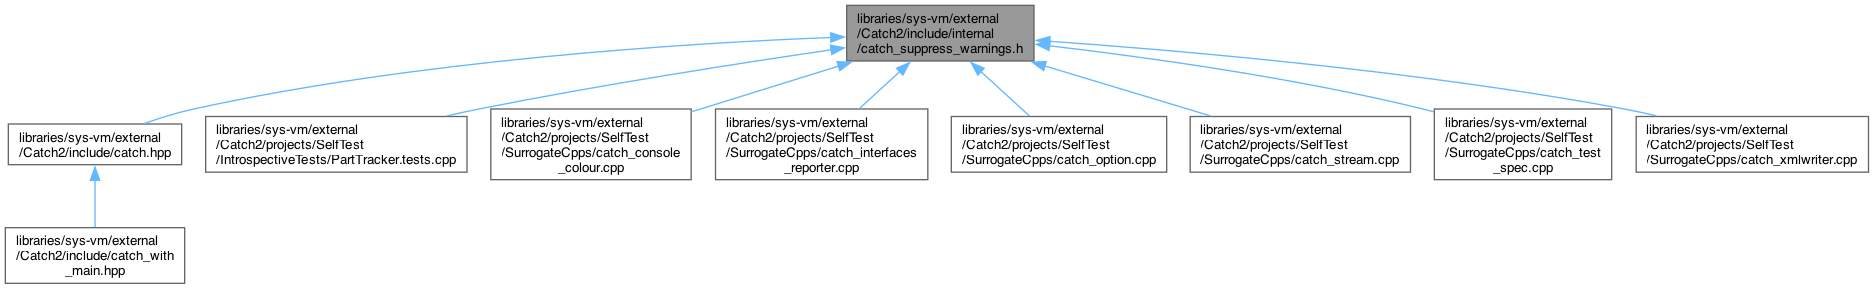 libraries/sys-vm/external
/Catch2/include/internal
/catch_suppress_warnings.h
libraries/sys-vm/external
/Catch2/include/catch.hpp
libraries/sys-vm/external
/Catch2/projects/SelfTest
/IntrospectiveTests/PartTracker.tests.cpp
libraries/sys-vm/external
/Catch2/projects/SelfTest
/SurrogateCpps/catch_console
_colour.cpp
libraries/sys-vm/external
/Catch2/projects/SelfTest
/SurrogateCpps/catch_interfaces
_reporter.cpp
libraries/sys-vm/external
/Catch2/projects/SelfTest
/SurrogateCpps/catch_option.cpp
libraries/sys-vm/external
/Catch2/projects/SelfTest
/SurrogateCpps/catch_stream.cpp
libraries/sys-vm/external
/Catch2/projects/SelfTest
/SurrogateCpps/catch_test
_spec.cpp
libraries/sys-vm/external
/Catch2/projects/SelfTest
/SurrogateCpps/catch_xmlwriter.cpp
libraries/sys-vm/external
/Catch2/include/catch_with
_main.hpp